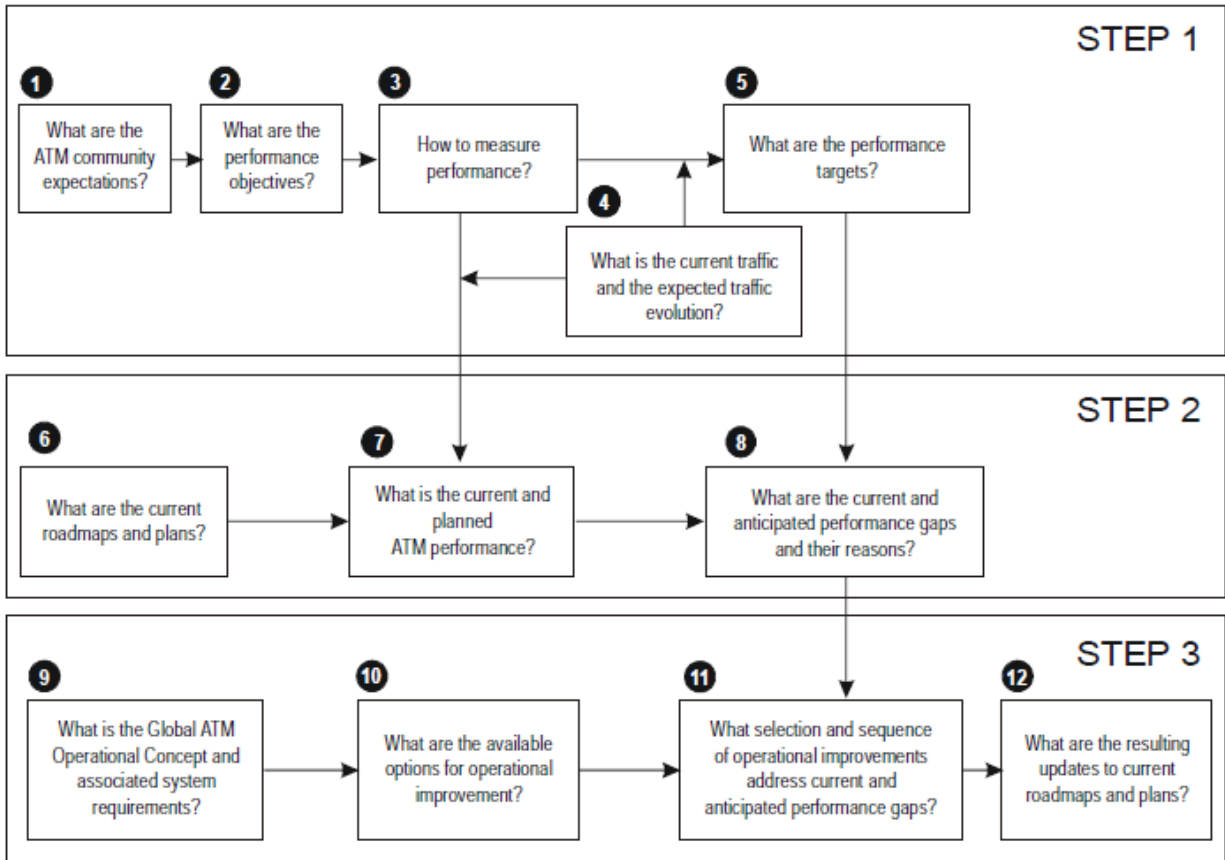 STEP 1
1
What are the
ATM community
expectations?
2
What are the
performance
objectives?
3
How to measure
performance?
4
What is the current traffic
and the expected traffic
evolution?
5
What are the performance
targets?
STEP 2
6
What are the current
roadmaps and plans?
7
What is the current and
planned
ATM performance?
8
What are the current and
anticipated performance gaps
and their reasons?
STEP 3
9
What is the Global ATM
Operational Concept and
associated system
requirements?
10
What are the available
options for operational
improvement?
11
What selection and sequence
of operational improvements
address current and
anticipated performance gaps?
12
What are the resulting
updates to current
roadmaps and plans?